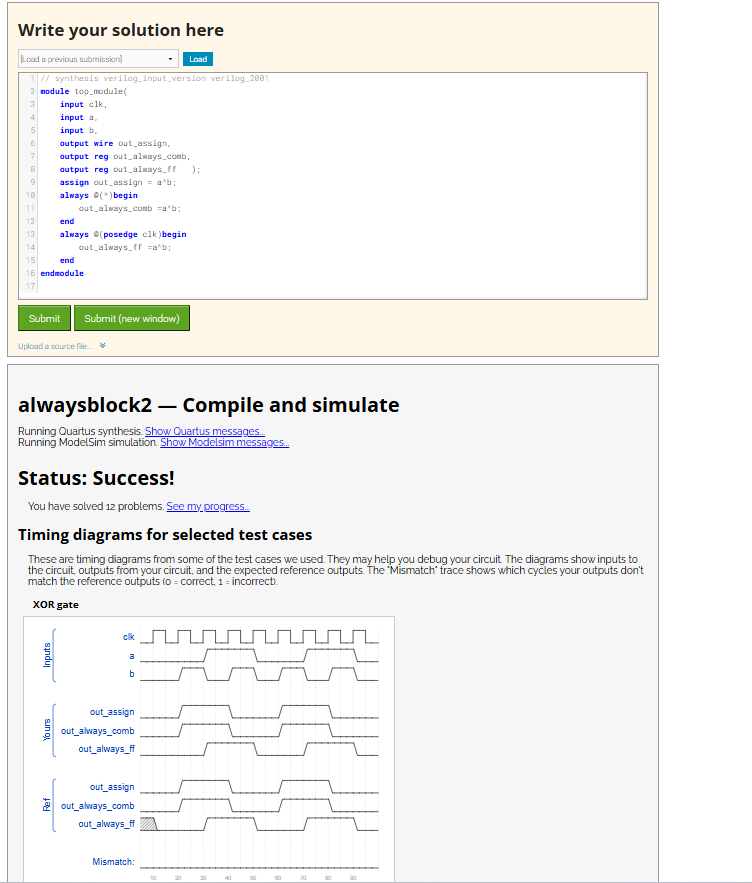 Write your solution here
[Load a previous submission] Load
1 // synthesis verilog_input_version verilog_2001
2 module top_module(
3 input clk,
4 input a,
5 input b,
6 output wire out_assign,
7 output reg out_always_comb,
8 output reg out_always_ff );
9 assign out_assign = a^b;
10 always @(*)begin
11 out_always_comb =a^b;
12 end
13 always @(posedge clk)begin
14 out_always_ff =a^b;
15 end
16 endmodule
17
Submit Submit (new window)
Upload a source file...
alwaysblock2 — Compile and simulate
Running Quartus synthesis. Show Quartus messages...
Running ModelSim simulation. Show Modelsim messages...
Status: Success!
You have solved 12 problems. See my progress...
Timing diagrams for selected test cases
These are timing diagrams from some of the test cases we used. They may help you debug your circuit. The diagrams show inputs to
the circuit, outputs from your circuit, and the expected reference outputs. The "Mismatch" trace shows which cycles your outputs don't
match the reference outputs (0 = correct, 1 = incorrect).
XOR gate
Inputs
clk
a
b
Yours
out_assign
out_always_comb
out_always_ff
Ref
out_assign
out_always_comb
out_always_ff
Mismatch:
10 20 30 40 50 60 70 80 90